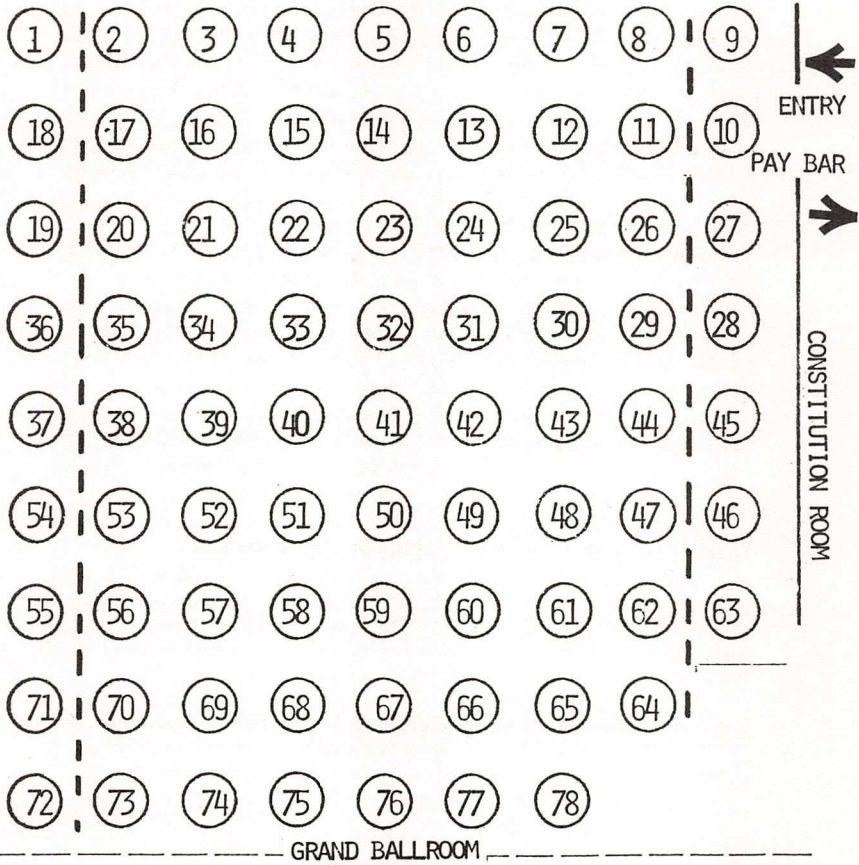 1 2 3 4 5 6 7 8 9
ENTRY
18 17 16 15 14 13 12 11 10
PAY BAR
19 20 21 22 23 24 25 26 27
36 35 34 33 32 31 30 29 28
CONSTITUTION ROOM
37 38 39 40 41 42 43 44 45
54 53 52 51 50 49 48 47 46
55 56 57 58 59 60 61 62 63
71 70 69 68 67 66 65 64
72 73 74 75 76 77 78
GRAND BALLROOM